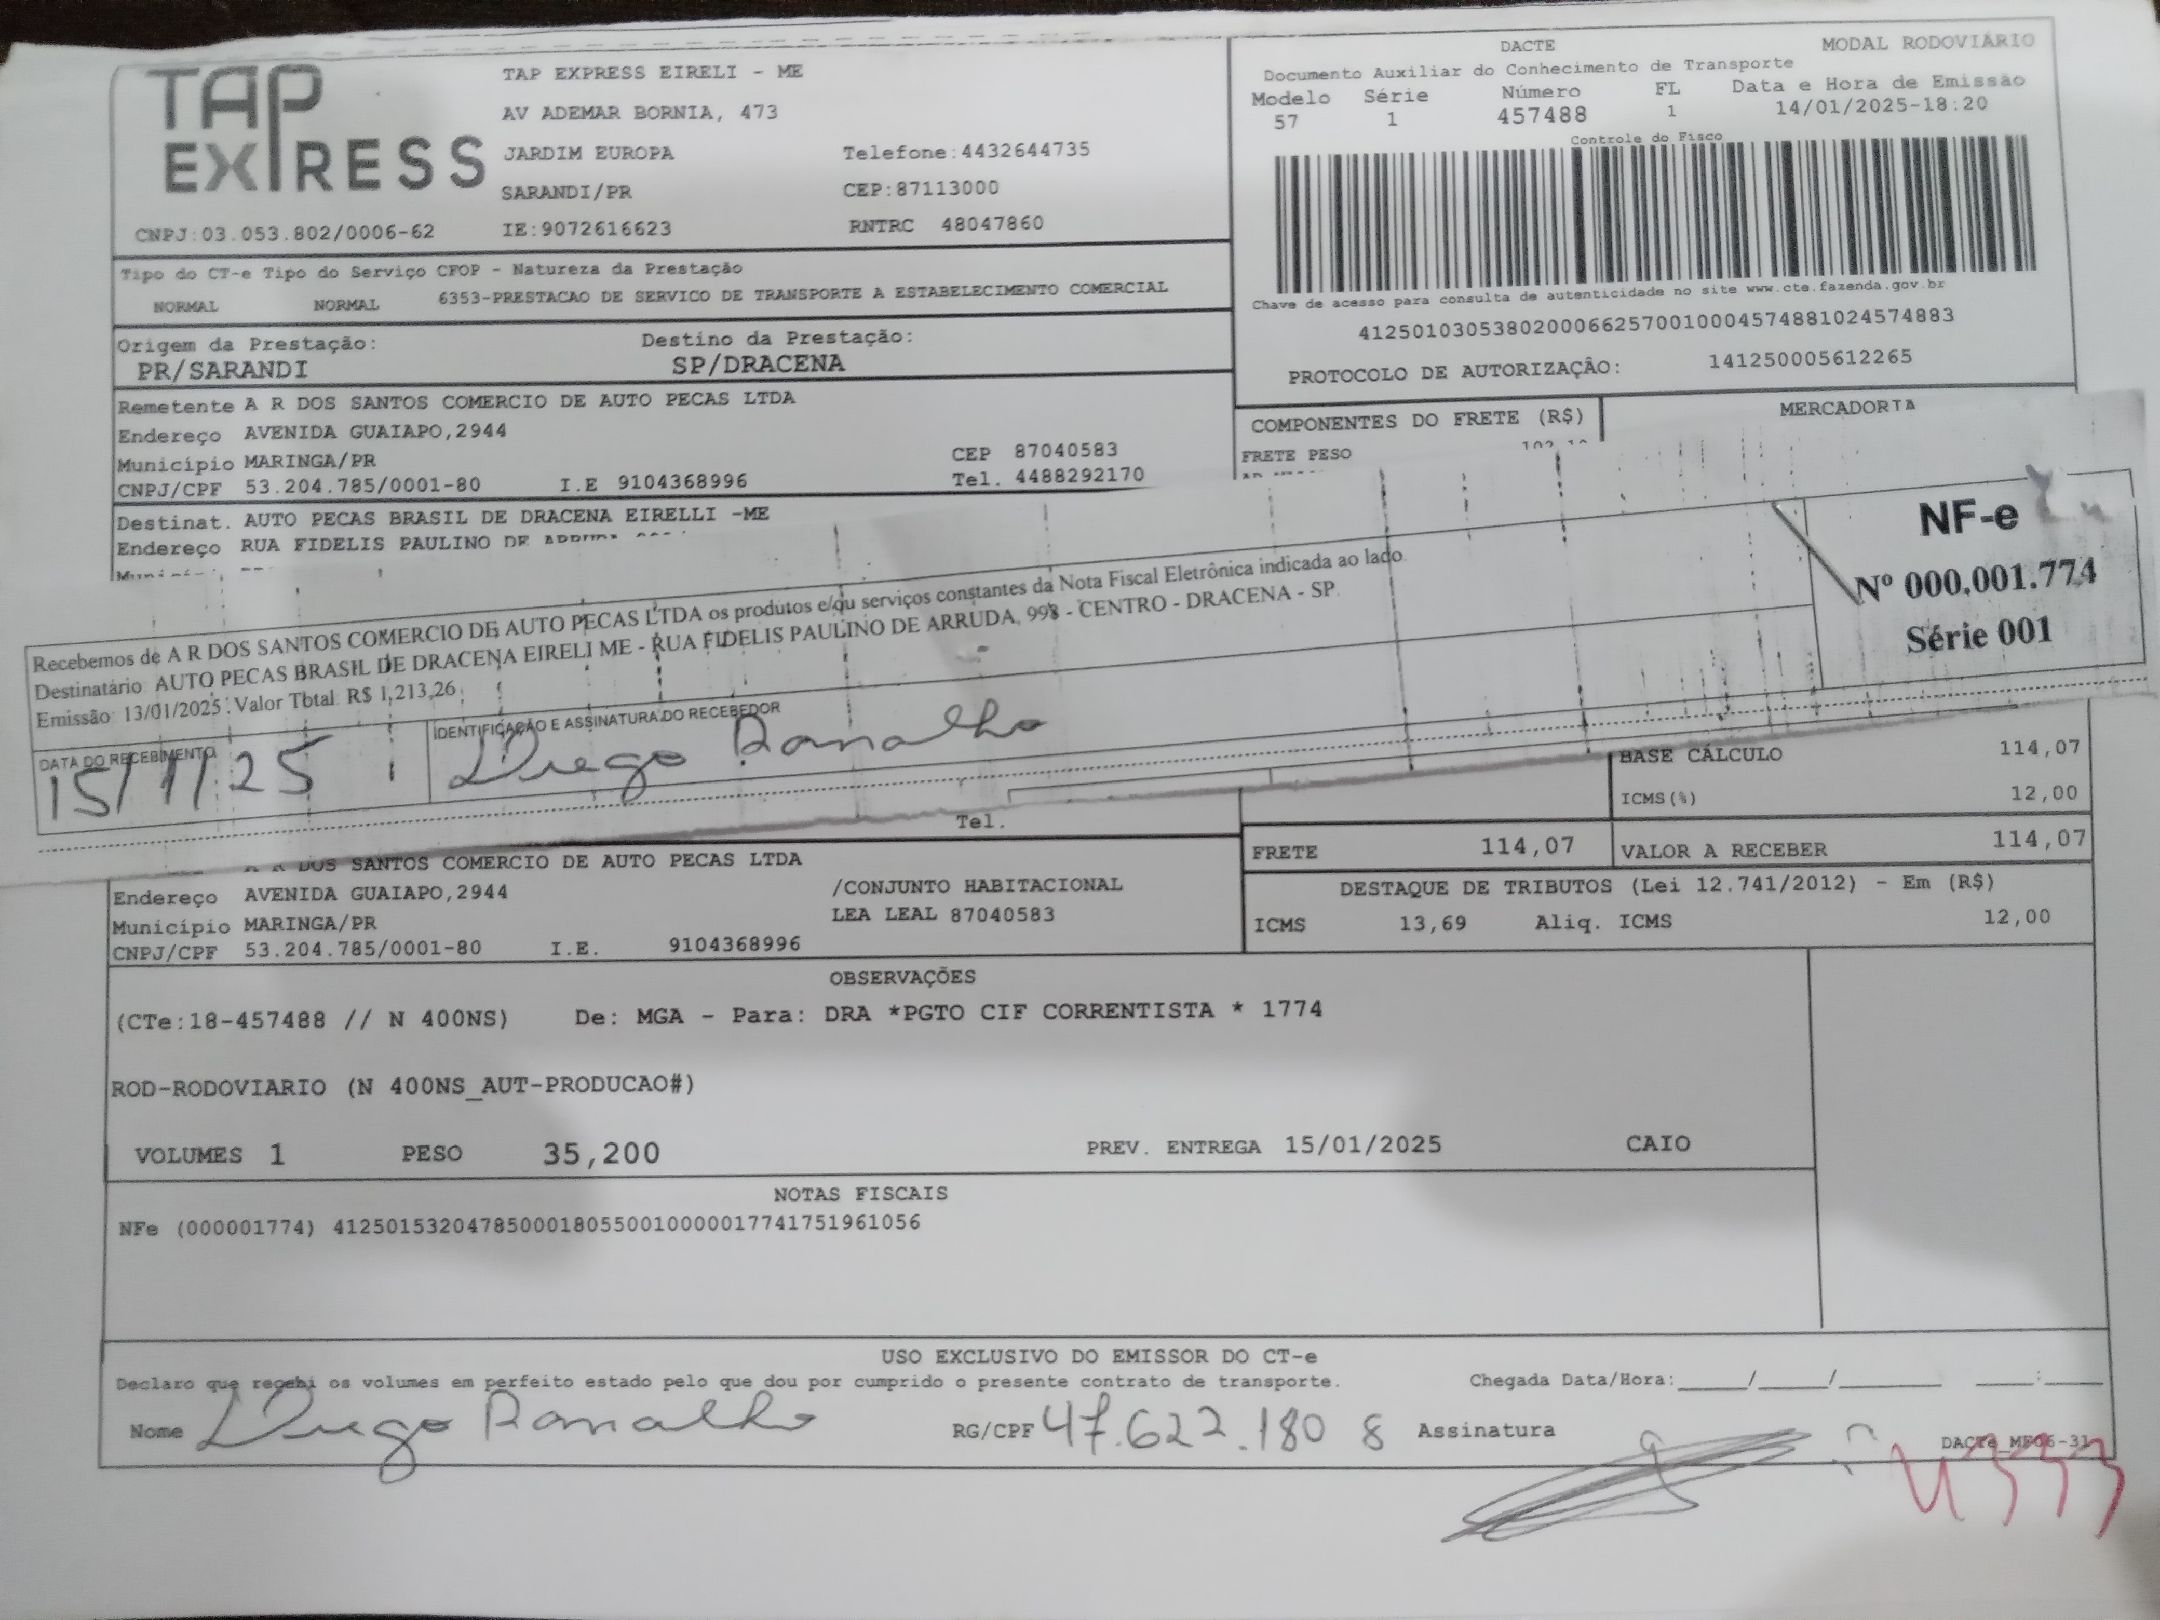 TAP EXPRESS
CNPJ:03.053.802/0006-62
TAP EXPRESS EIRELI - ME
AV ADEMAR BORNIA, 473
JARDIM EUROPA Telefone:4432644735
SARANDI/PR CEP:87113000
IE:9072616623 RNTRC 48047860
DACTE MODAL RODOVIÁRIO
Documento Auxiliar do Conhecimento de Transporte
Modelo Série Número FL Data e Hora de Emissão
57 1 457488 1 14/01/2025-18:20
Controle do Fisco
Chave de acesso para consulta de autenticidade no site www.cte.fazenda.gov.br
41250103053802000662570010004574881024574883
PROTOCOLO DE AUTORIZAÇÃO: 141250005612265
Tipo do CT-e Tipo do Serviço CFOP - Natureza da Prestação
NORMAL NORMAL 6353-PRESTACAO DE SERVICO DE TRANSPORTE A ESTABELECIMENTO COMERCIAL
Origem da Prestação: Destino da Prestação:
PR/SARANDI SP/DRACENA
Remetente A R DOS SANTOS COMERCIO DE AUTO PECAS LTDA
Endereço AVENIDA GUAIAPO,2944
Município MARINGA/PR CEP 87040583
CNPJ/CPF 53.204.785/0001-80 I.E 9104368996 Tel. 4488292170
COMPONENTES DO FRETE (R$) MERCADORIA
FRETE PESO
Destinat. AUTO PECAS BRASIL DE DRACENA EIRELLI -ME
Endereço RUA FIDELIS PAULINO DE
Recebemos de A R DOS SANTOS COMERCIO DE AUTO PECAS LTDA os produtos e/ou serviços constantes da Nota Fiscal Eletrônica indicada ao lado.
Destinatário: AUTO PECAS BRASIL DE DRACENA EIRELI ME - RUA FIDELIS PAULINO DE ARRUDA, 998 - CENTRO - DRACENA - SP.
Emissão: 13/01/2025. Valor Total: R$ 1,213,26
NF-e
Nº 000.001.774
Série 001
DATA DO RECEBIMENTO IDENTIFICAÇÃO E ASSINATURA DO RECEBEDOR
15/1/25 Diego Ramalho
BASE CÁLCULO 114,07
ICMS(%) 12,00
Tel.
FRETE 114,07 VALOR A RECEBER 114,07
A R DOS SANTOS COMERCIO DE AUTO PECAS LTDA
Endereço AVENIDA GUAIAPO,2944 /CONJUNTO HABITACIONAL
Município MARINGA/PR LEA LEAL 87040583
CNPJ/CPF 53.204.785/0001-80 I.E. 9104368996
DESTAQUE DE TRIBUTOS (Lei 12.741/2012) - Em (R$)
ICMS 13,69 Aliq. ICMS 12,00
OBSERVAÇÕES
(CTe:18-457488 // N 400NS) De: MGA - Para: DRA *PGTO CIF CORRENTISTA * 1774
ROD-RODOVIARIO (N 400NS_AUT-PRODUCAO#)
VOLUMES 1 PESO 35,200 PREV. ENTREGA 15/01/2025 CAIO
NOTAS FISCAIS
NFe (000001774) 41250153204785000180550010000017741751961056
USO EXCLUSIVO DO EMISSOR DO CT-e
Declaro que recebi os volumes em perfeito estado pelo que dou por cumprido o presente contrato de transporte. Chegada Data/Hora:____/____/______ ___:____
Nome Diego Ramalho RG/CPF 47.622.180 8 Assinatura